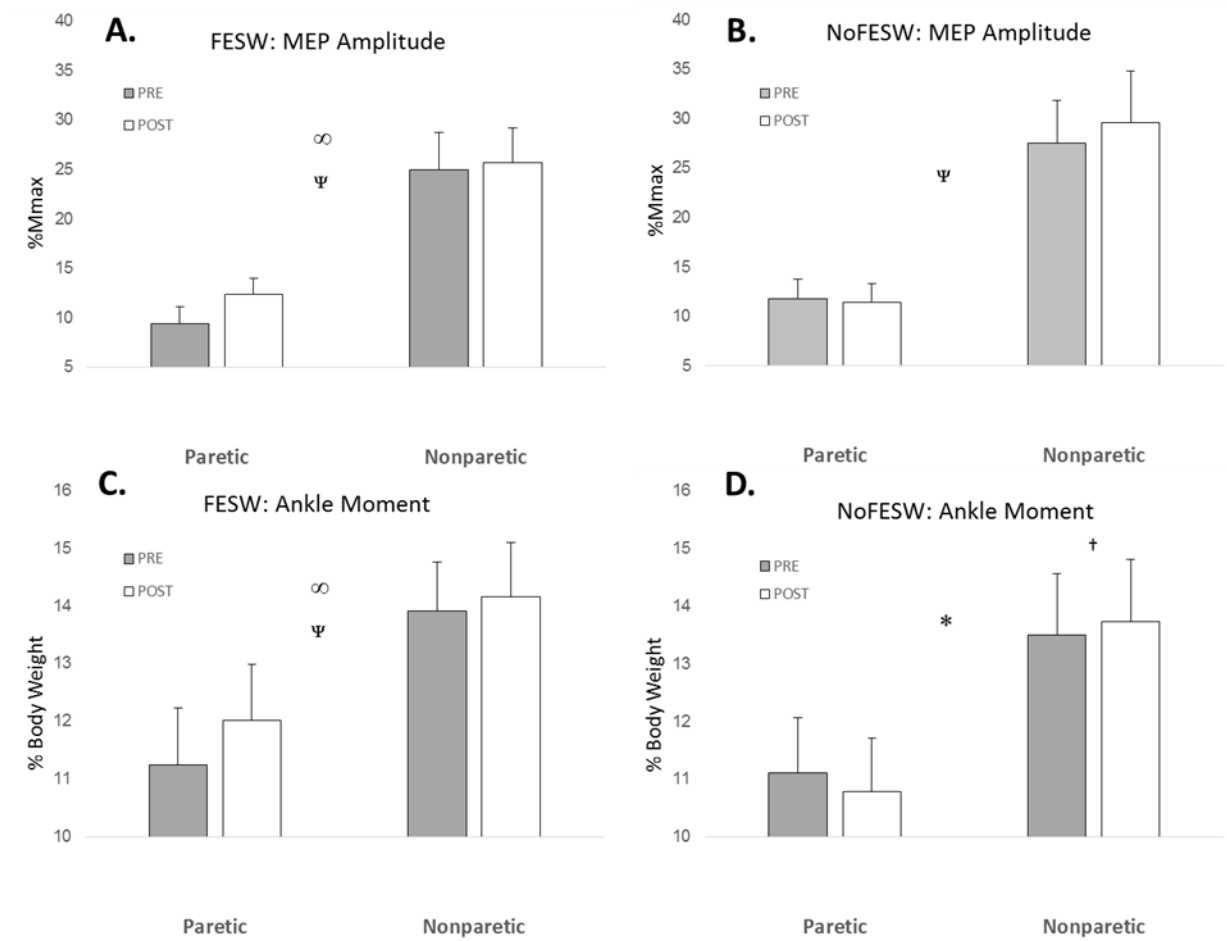 A.
FESW: MEP Amplitude
40
35
30
25
20
15
10
5
%Mmax
PRE
POST
∞
Ψ
Paretic
Nonparetic
B.
NoFESW: MEP Amplitude
40
35
30
25
20
15
10
5
%Mmax
PRE
POST
Ψ
Paretic
Nonparetic
C.
FESW: Ankle Moment
16
15
14
13
12
11
10
% Body Weight
PRE
POST
∞
Ψ
Paretic
Nonparetic
D.
NoFESW: Ankle Moment
16
15
14
13
12
11
10
% Body Weight
PRE
POST
*
†
Paretic
Nonparetic